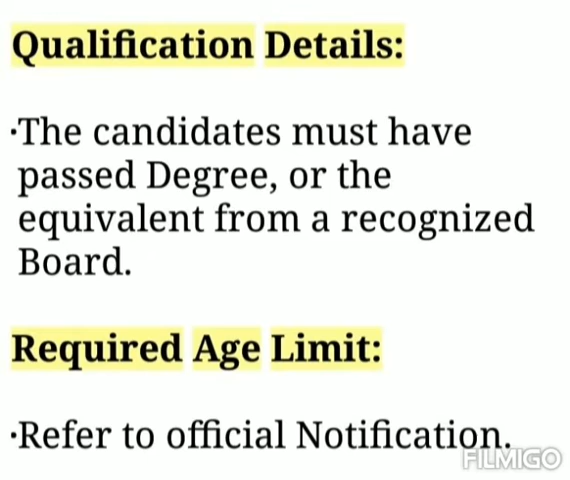 Qualification Details:
·The candidates must have
passed Degree, or the
equivalent from a recognized
Board.
Required Age Limit:
·Refer to official Notification.
FILMIGO